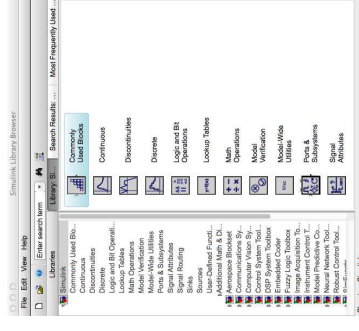 Simulink Library Browser
File Edit View Help
Enter search term
Libraries
Library: Si...
Search Results: ...
Most Frequently Used ...
Simulink
Commonly Used Blo...
Continuous
Discontinuities
Discrete
Logic and Bit Operati...
Lookup Tables
Math Operations
Model Verification
Model-Wide Utilities
Ports & Subsystems
Signal Attributes
Signal Routing
Sinks
Sources
User-Defined Functi...
Additional Math & Di...
Aerospace Blockset
Communications Sy...
Computer Vision Sy...
Control System Tool...
DSP System Toolbox
Embedded Coder
Fuzzy Logic Toolbox
Image Acquisition To...
Instrument Control T...
Model Predictive Co...
Neural Network Tool...
Robust Control Tool...
Commonly
Used Blocks
Continuous
Discontinuities
Discrete
Logic and Bit
Operations
Lookup Tables
Math
Operations
Model
Verification
Model-Wide
Utilities
Ports &
Subsystems
Signal
Attributes